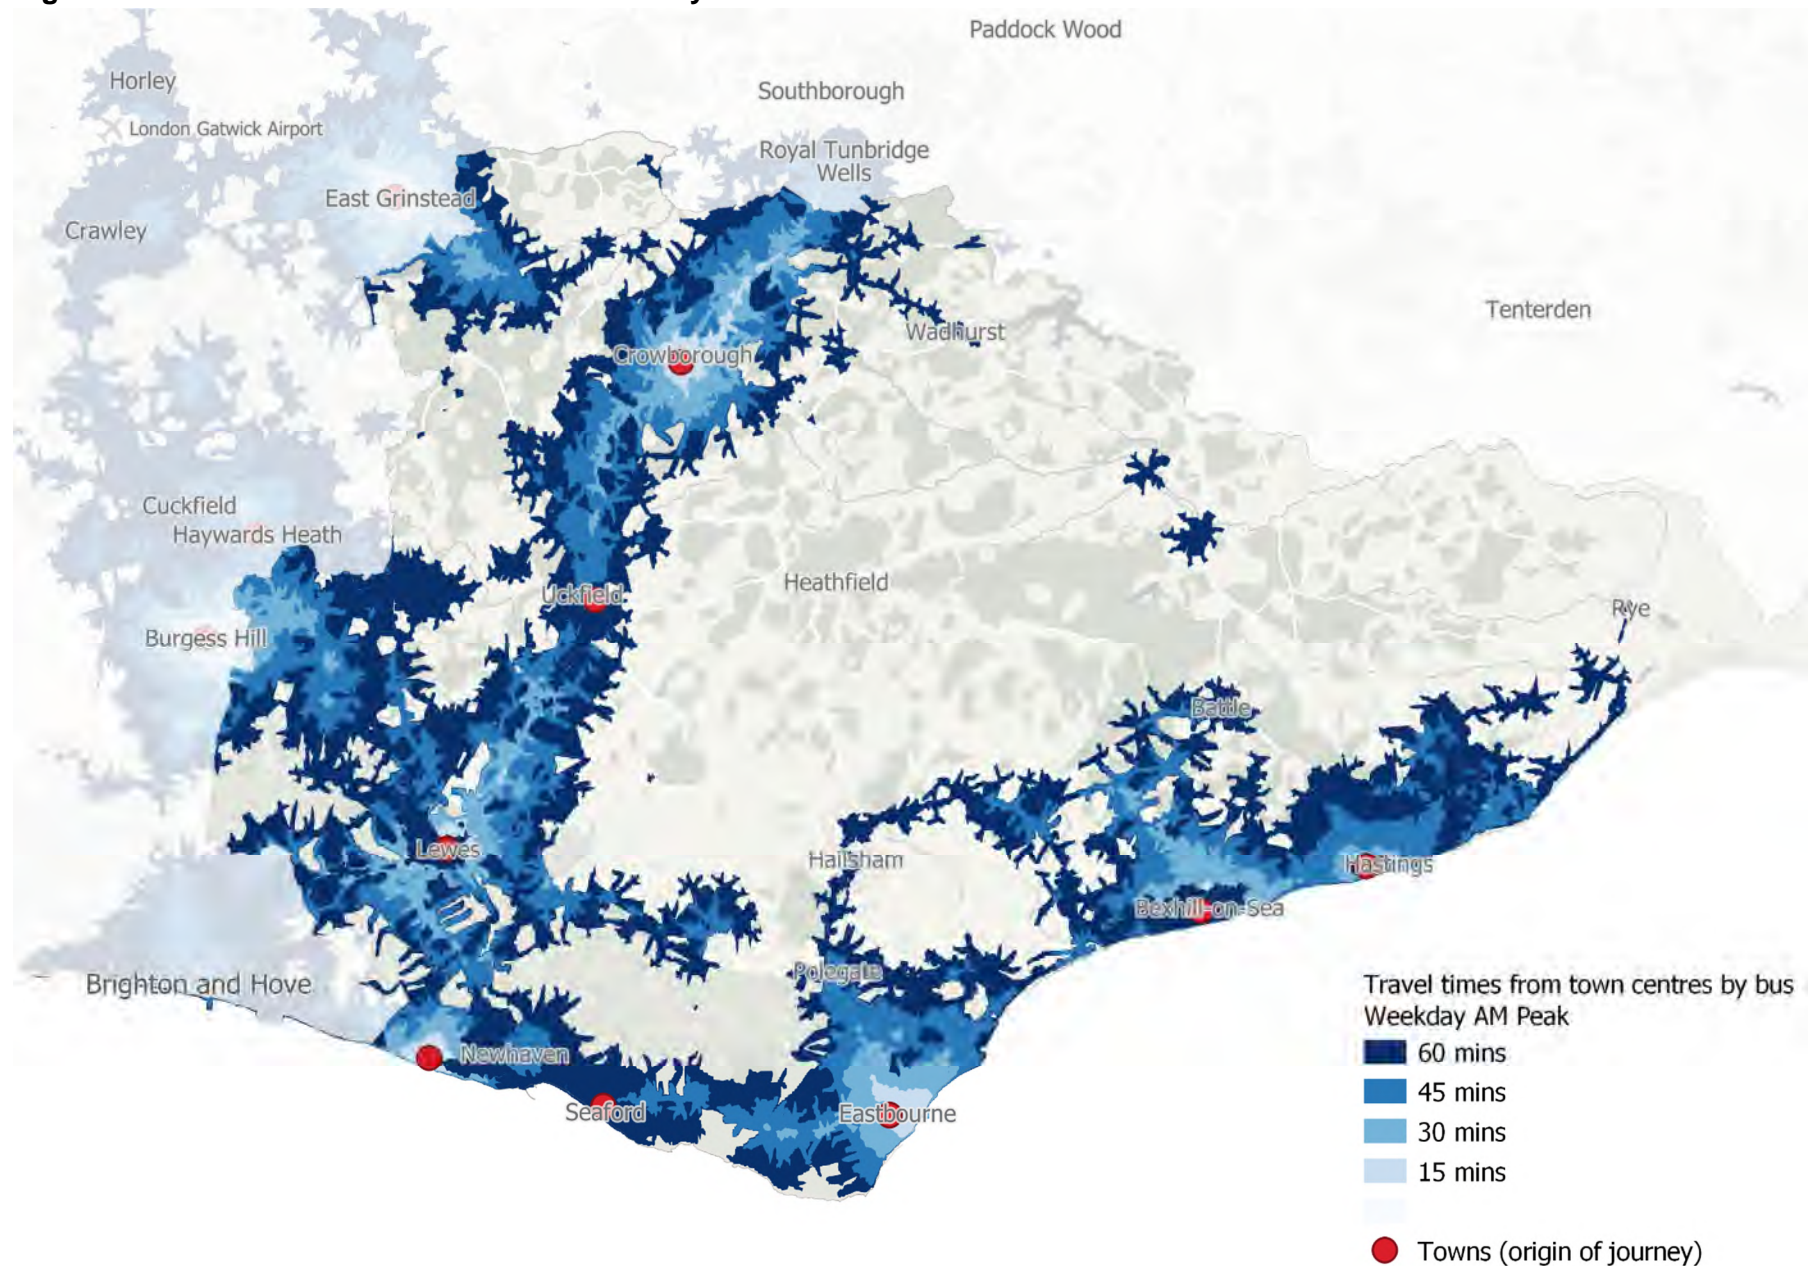 Paddock Wood
Horley
Southborough
London Gatwick Airport
Royal Tunbridge
Wells
East Grinstead
Crawley
Tenterden
Wadhurst
Crowborough
Cuckfield
Haywards Heath
Heathfield
Uckfield
Rye
Burgess Hill
Battle
Lewes
Hailsham
Hastings
Bexhill-on-Sea
Polegate
Brighton and Hove
Newhaven
Seaford
Eastbourne
Travel times from town centres by bus
Weekday AM Peak
60 mins
45 mins
30 mins
15 mins
Towns (origin of journey)